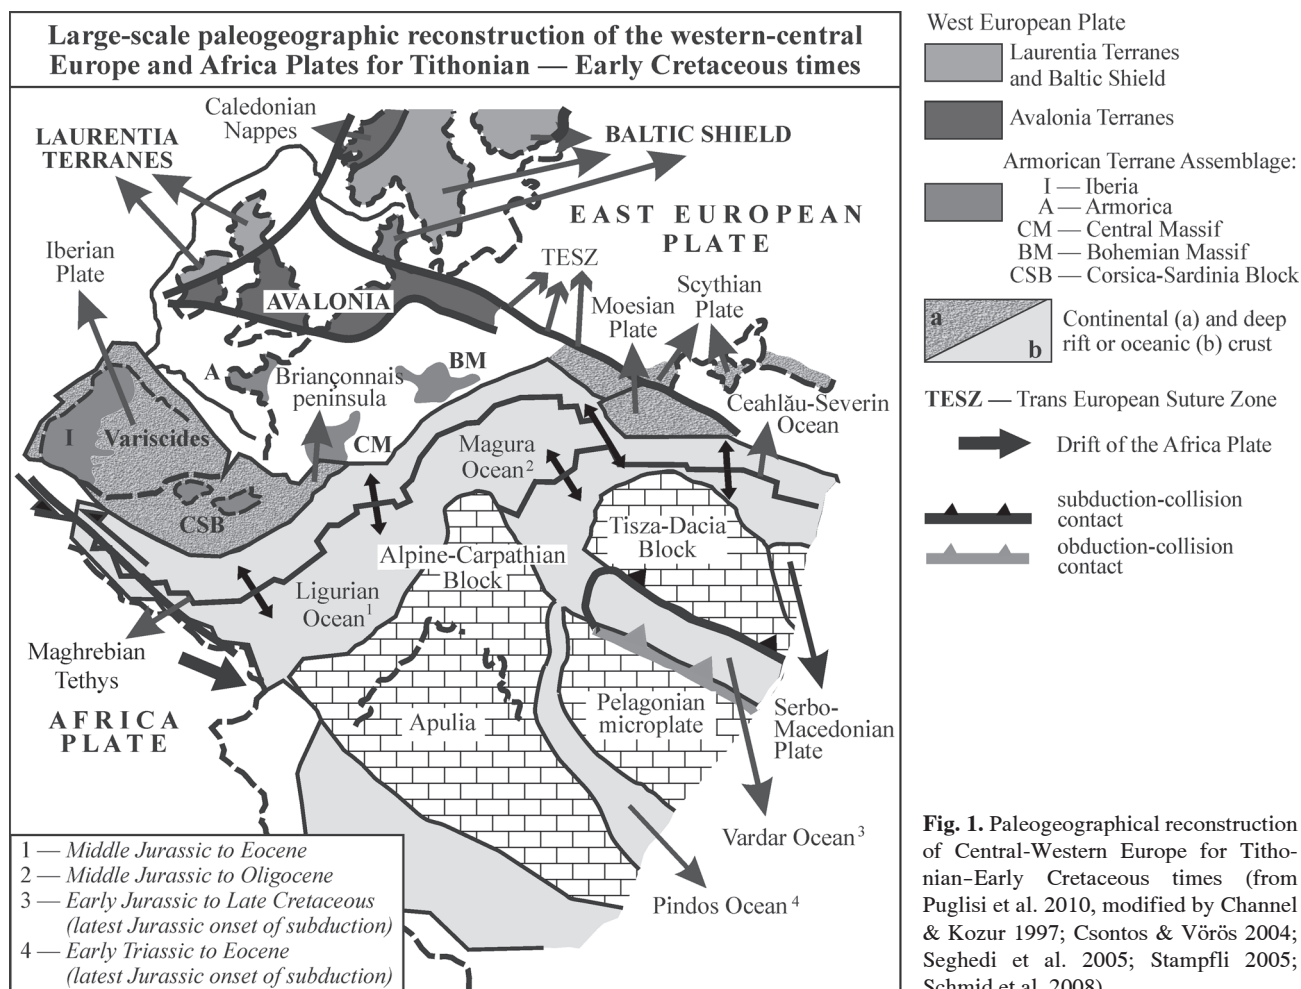 Large-scale paleogeographic reconstruction of the western-central
Europe and Africa Plates for Tithonian — Early Cretaceous times
Caledonian
Nappes
LAURENTIA
TERRANES
BALTIC SHIELD
EAST EUROPEAN
PLATE
Iberian
Plate
TESZ
Scythian
Plate
Moesian
Plate
AVALONIA
A
BM
Briançonnais
peninsula
Ceahlău-Severin
Ocean
I
Variscides
CM
Magura
Ocean²
CSB
Tisza-Dacia
Block
Alpine-Carpathian
Block
Ligurian
Ocean¹
Maghrebian
Tethys
AFRICA
PLATE
Apulia
Pelagonian
microplate
Serbo-
Macedonian
Plate
Vardar Ocean³
Pindos Ocean⁴
1 — Middle Jurassic to Eocene
2 — Middle Jurassic to Oligocene
3 — Early Jurassic to Late Cretaceous
(latest Jurassic onset of subduction)
4 — Early Triassic to Eocene
(latest Jurassic onset of subduction)
West European Plate
Laurentia Terranes
and Baltic Shield
Avalonia Terranes
Armorican Terrane Assemblage:
I — Iberia
A — Armorica
CM — Central Massif
BM — Bohemian Massif
CSB — Corsica-Sardinia Block
a
b
Continental (a) and deep
rift or oceanic (b) crust
TESZ — Trans European Suture Zone
Drift of the Africa Plate
subduction-collision
contact
obduction-collision
contact
Fig. 1. Paleogeographical reconstruction
of Central-Western Europe for Titho-
nian–Early Cretaceous times (from
Puglisi et al. 2010, modified by Channel
& Kozur 1997; Csontos & Vörös 2004;
Seghedi et al. 2005; Stampfli 2005;
Schmid et al. 2008).